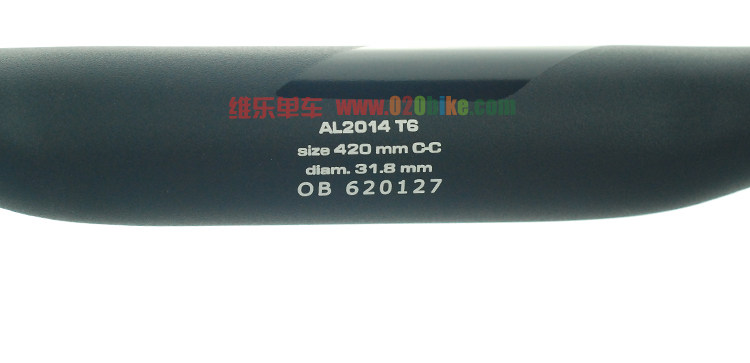 维乐单车 www.020bike.com
AL2014 T6
size 420 mm C-C
diam. 31.8 mm
OB 620127